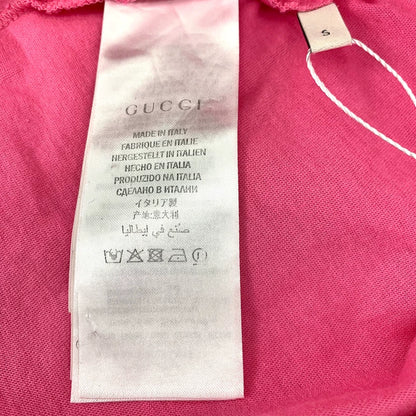 GUCCI
MADE IN ITALY
FABRIQUE EN ITALIE
HERGESTELLT IN ITALIEN
HECHO EN ITALIA
PRODUZIDO NA ITALIA
СДЕЛАНО В ИТАЛИИ
イタリア製
产地:意大利
صنع في إيطاليا
S